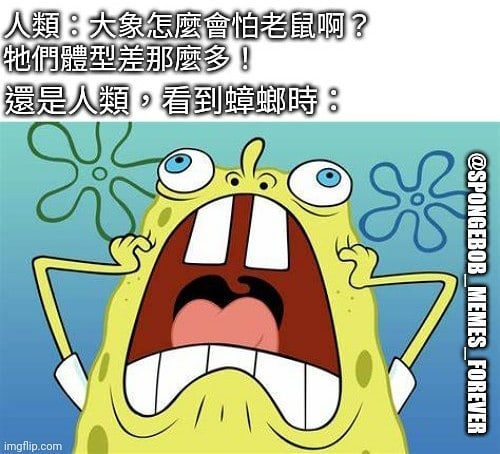 人類：大象怎麼會怕老鼠啊？
牠們體型差那麼多！
還是人類，看到蟑螂時：
@SPONGEBOB_MEMES_FOREVER
imgflip.com